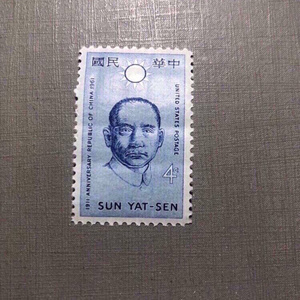 國民 華中
1911 ANNIVERSARY REPUBLIC OF CHINA 1961
UNITED STATES POSTAGE
4¢
SUN YAT-SEN